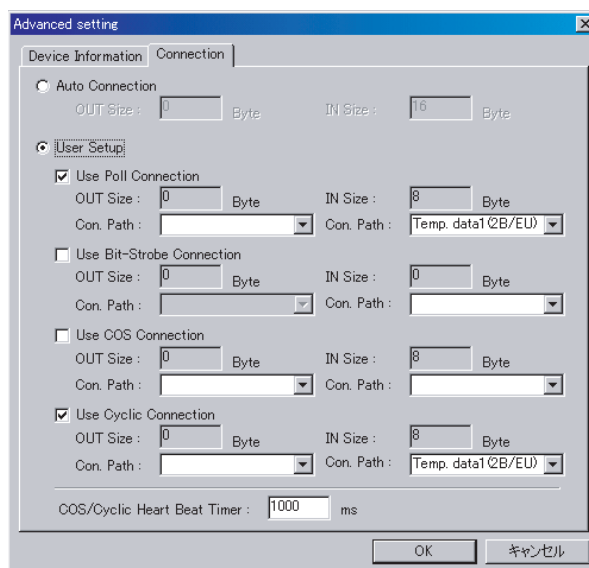 Advanced setting
Device Information Connection
Auto Connection
OUT Size : 0 Byte IN Size : 16 Byte
User Setup
Use Poll Connection
OUT Size : 0 Byte IN Size : 8 Byte
Con. Path : Con. Path : Temp. data1(2B/EU)
Use Bit-Strobe Connection
OUT Size : 0 Byte IN Size : 0 Byte
Con. Path : Con. Path :
Use COS Connection
OUT Size : 0 Byte IN Size : 8 Byte
Con. Path : Con. Path :
Use Cyclic Connection
OUT Size : 0 Byte IN Size : 8 Byte
Con. Path : Con. Path : Temp. data1(2B/EU)
COS/Cyclic Heart Beat Timer : 1000 ms
OK キャンセル